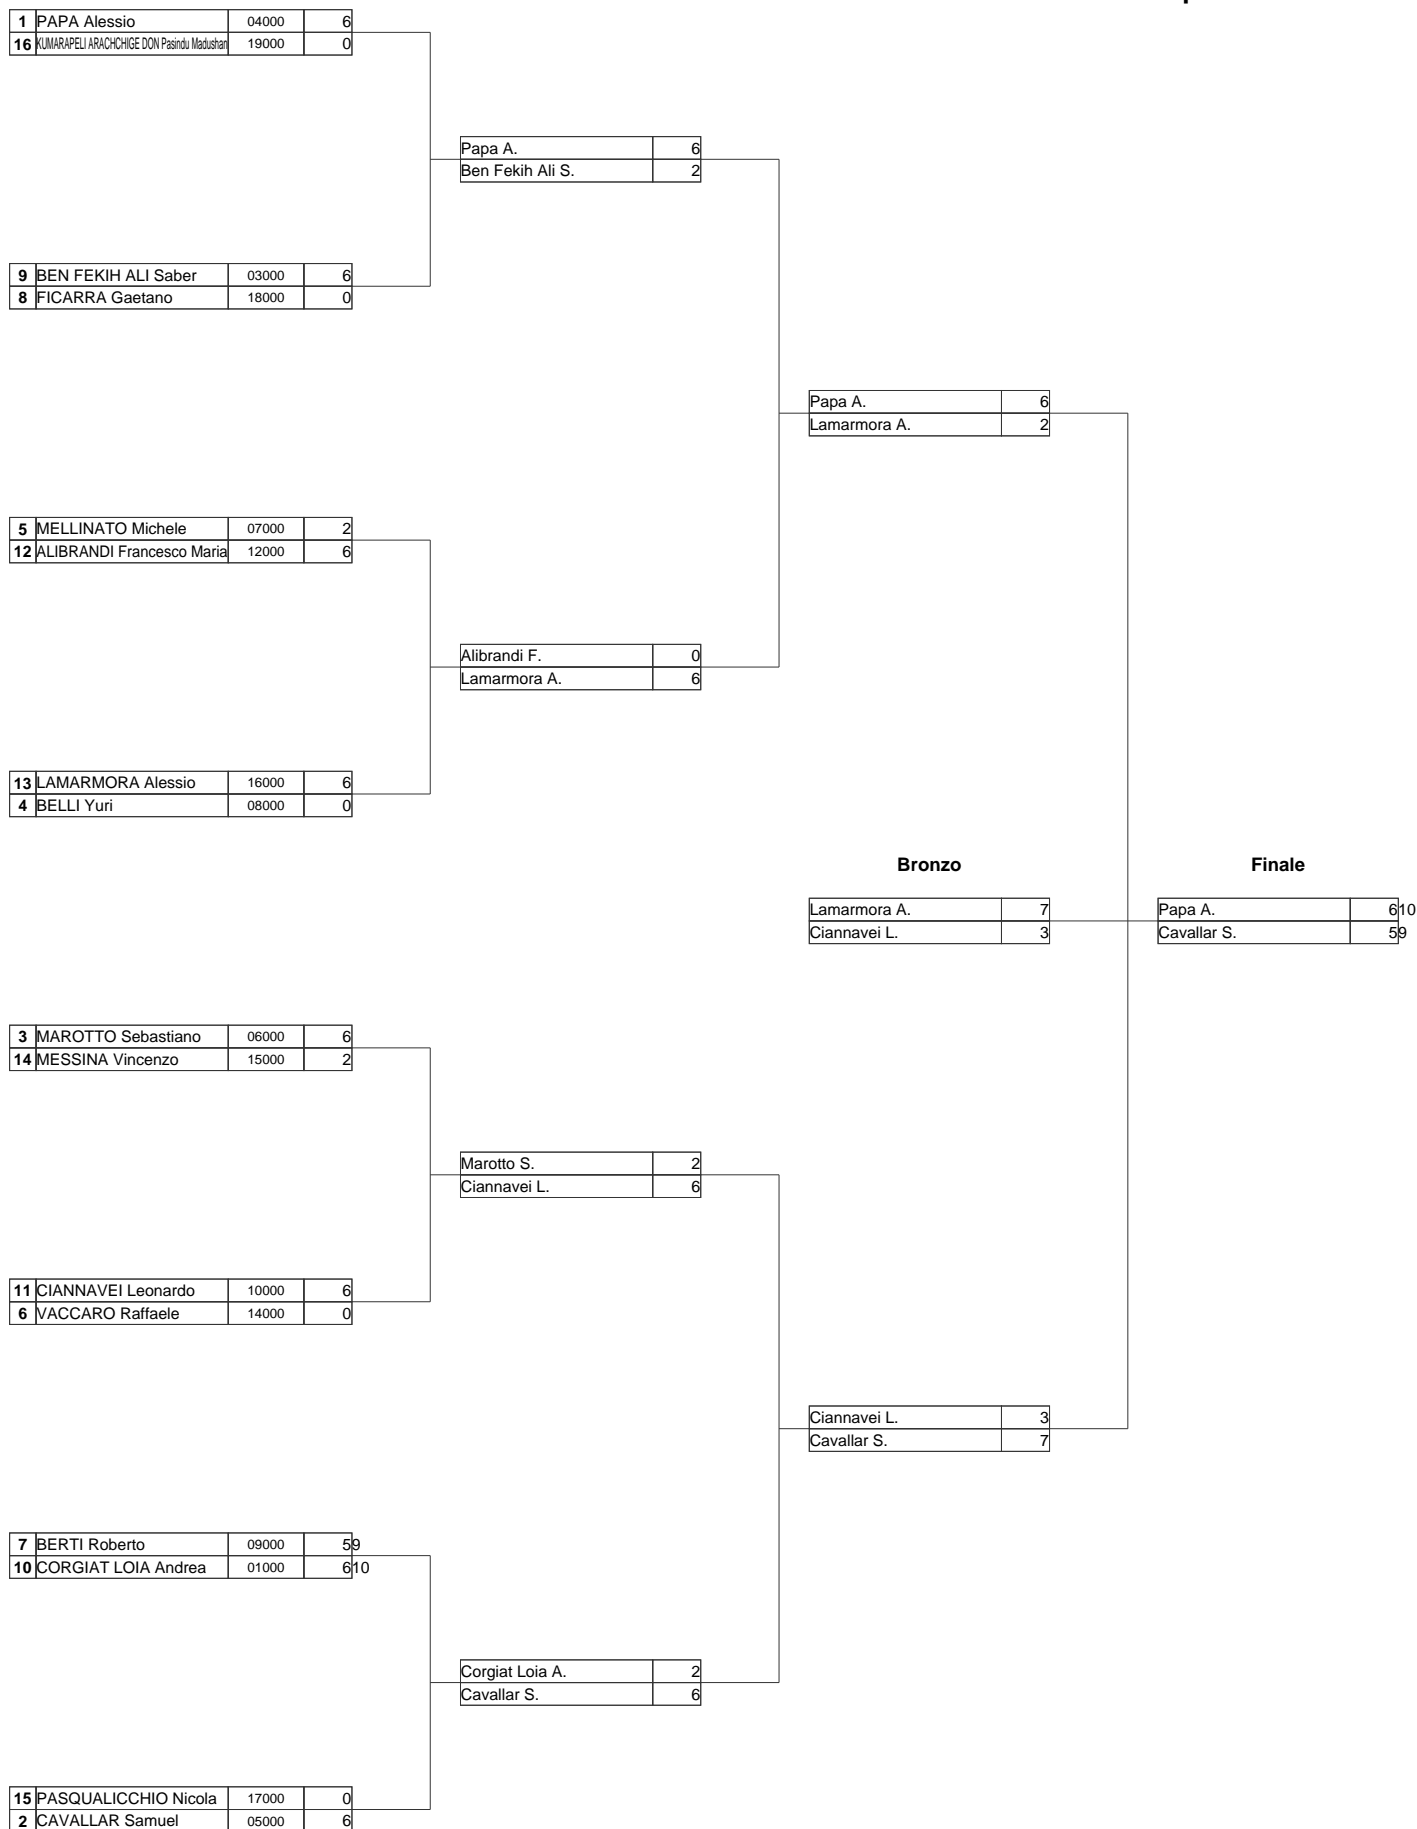 1 PAPA Alessio 04000 6
16 KUMARAPELI ARACHCHIGE DON Pasindu Madushan 19000 0
Papa A. 6
Ben Fekih Ali S. 2
9 BEN FEKIH ALI Saber 03000 6
8 FICARRA Gaetano 18000 0
Papa A. 6
Lamarmora A. 2
5 MELLINATO Michele 07000 2
12 ALIBRANDI Francesco Maria 12000 6
Alibrandi F. 0
Lamarmora A. 6
13 LAMARMORA Alessio 16000 6
4 BELLI Yuri 08000 0
Bronzo Finale
Lamarmora A. 7 Papa A. 6 10
Ciannavei L. 3 Cavallar S. 5 9
3 MAROTTO Sebastiano 06000 6
14 MESSINA Vincenzo 15000 2
Marotto S. 2
Ciannavei L. 6
11 CIANNAVEI Leonardo 10000 6
6 VACCARO Raffaele 14000 0
Ciannavei L. 3
Cavallar S. 7
7 BERTI Roberto 09000 5 9
10 CORGIAT LOIA Andrea 01000 6 10
Corgiat Loia A. 2
Cavallar S. 6
15 PASQUALICCHIO Nicola 17000 0
2 CAVALLAR Samuel 05000 6